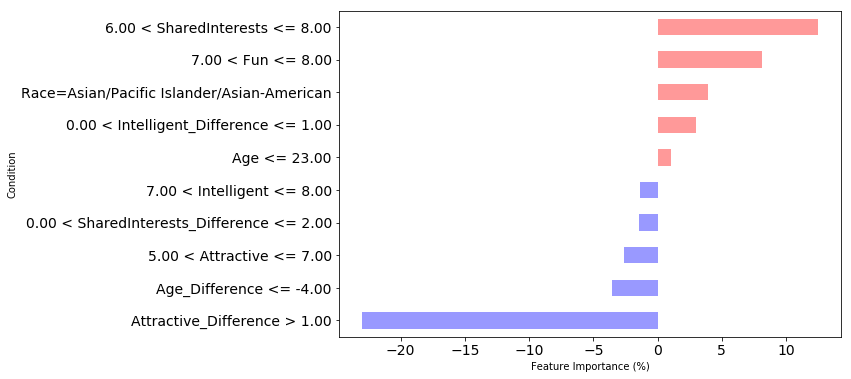 6.00 < SharedInterests <= 8.00
7.00 < Fun <= 8.00
Race=Asian/Pacific Islander/Asian-American
0.00 < Intelligent_Difference <= 1.00
Age <= 23.00
7.00 < Intelligent <= 8.00
0.00 < SharedInterests_Difference <= 2.00
5.00 < Attractive <= 7.00
Age_Difference <= -4.00
Attractive_Difference > 1.00
Condition
−20 −15 −10 −5 0 5 10
Feature Importance (%)